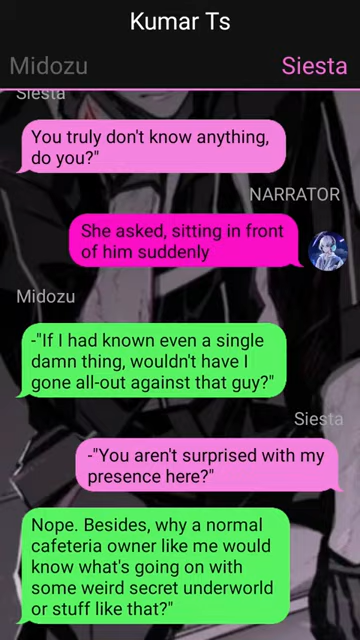 Kumar Ts
Midozu
Siesta
Siesta
You truly don't know anything,
do you?"
NARRATOR
She asked, sitting in front
of him suddenly
Midozu
-"If I had known even a single
damn thing, wouldn't have I
gone all-out against that guy?"
Siesta
-"You aren't surprised with my
presence here?"
Nope. Besides, why a normal
cafeteria owner like me would
know what's going on with
some weird secret underworld
or stuff like that?"